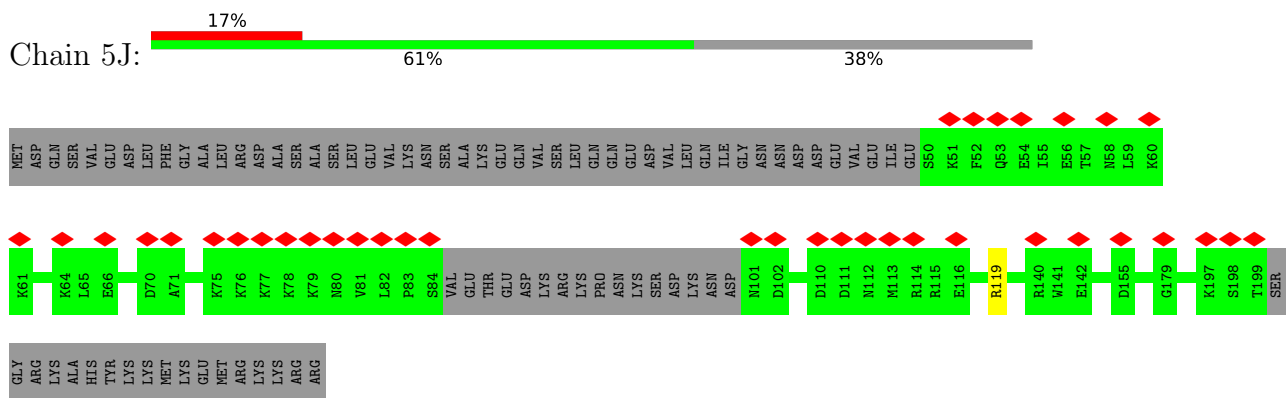 17%
Chain 5J:
61% 38%
MET ASP GLN SER VAL GLU ASP LEU PHE GLY ALA LEU ARG ASP ALA SER ALA SER LEU GLU VAL LYS ASN SER ALA LYS GLU GLN VAL SER LEU GLN GLN GLU ASP VAL LEU GLN ILE GLY ASN ASN ASP ASP GLU VAL GLU ILE GLU S50 K51 F52 Q53 E54 I55 E56 T57 N58 L59 K60
K61 K64 L65 E66 D70 A71 K75 K76 K77 K78 K79 N80 V81 L82 P83 S84 VAL GLU THR GLU ASP LYS ARG LYS PRO ASN LYS SER ASP LYS ASN ASP N101 D102 D110 D111 N112 M113 R114 R115 E116 R119 R140 W141 E142 D155 G179 K197 S198 T199 SER
GLY ARG LYS ALA HIS TYR LYS LYS MET LYS GLU MET ARG LYS LYS ARG ARG